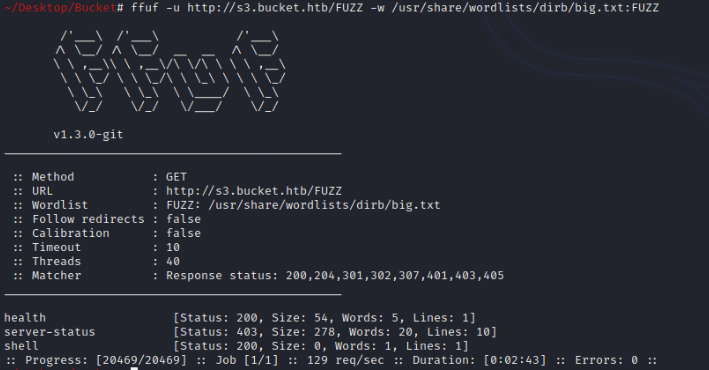 ~/Desktop/Bucket# ffuf -u http://s3.bucket.htb/FUZZ -w /usr/share/wordlists/dirb/big.txt:FUZZ
v1.3.0-git
:: Method : GET
:: URL : http://s3.bucket.htb/FUZZ
:: Wordlist : FUZZ: /usr/share/wordlists/dirb/big.txt
:: Follow redirects : false
:: Calibration : false
:: Timeout : 10
:: Threads : 40
:: Matcher : Response status: 200,204,301,302,307,401,403,405
health [Status: 200, Size: 54, Words: 5, Lines: 1]
server-status [Status: 403, Size: 278, Words: 20, Lines: 10]
shell [Status: 200, Size: 0, Words: 1, Lines: 1]
:: Progress: [20469/20469] :: Job [1/1] :: 129 req/sec :: Duration: [0:02:43] :: Errors: 0 ::